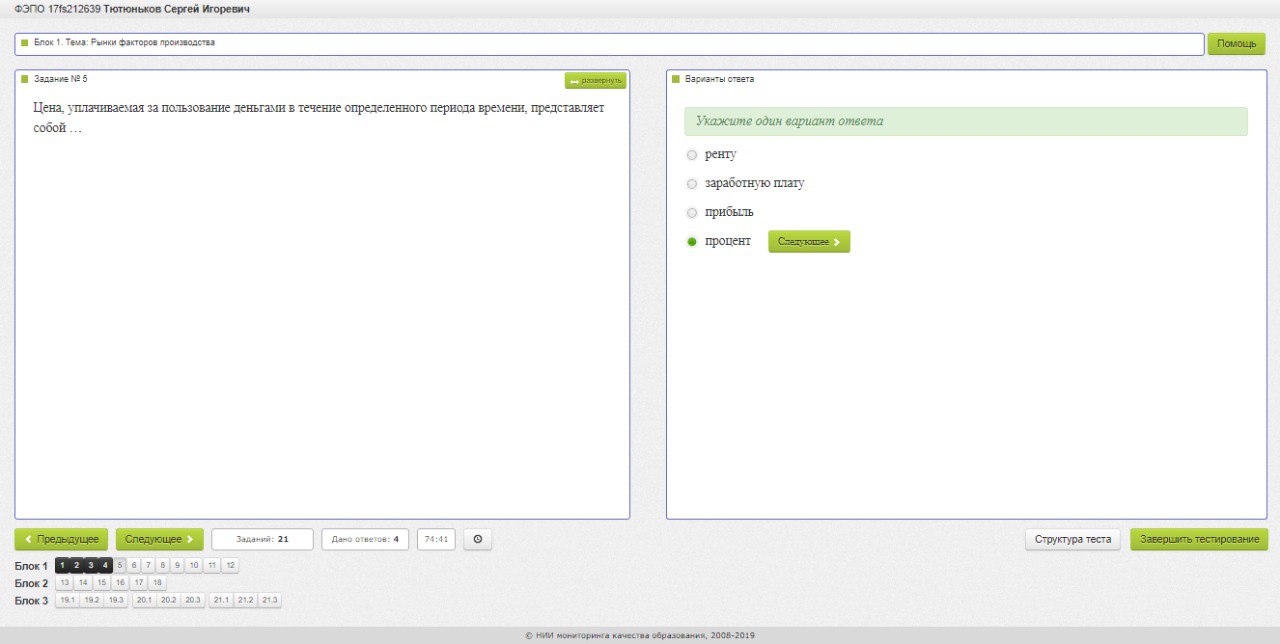 ФЭПО 17fs212639 Тютюньков Сергей Игоревич
Блок 1. Тема: Рынки факторов производства
Помощь
Задание № 5
развернуть
Цена, уплачиваемая за пользование деньгами в течение определенного периода времени, представляет
собой …
Варианты ответа
Укажите один вариант ответа
ренту
заработную плату
прибыль
процент
Следующее
Предыдущее
Следующее
Заданий: 21
Дано ответов: 4
74:41
Структура теста
Завершить тестирование
Блок 1 1 2 3 4 5 6 7 8 9 10 11 12
Блок 2 13 14 15 16 17 18
Блок 3 19.1 19.2 19.3 20.1 20.2 20.3 21.1 21.2 21.3
© НИИ мониторинга качества образования, 2008-2019